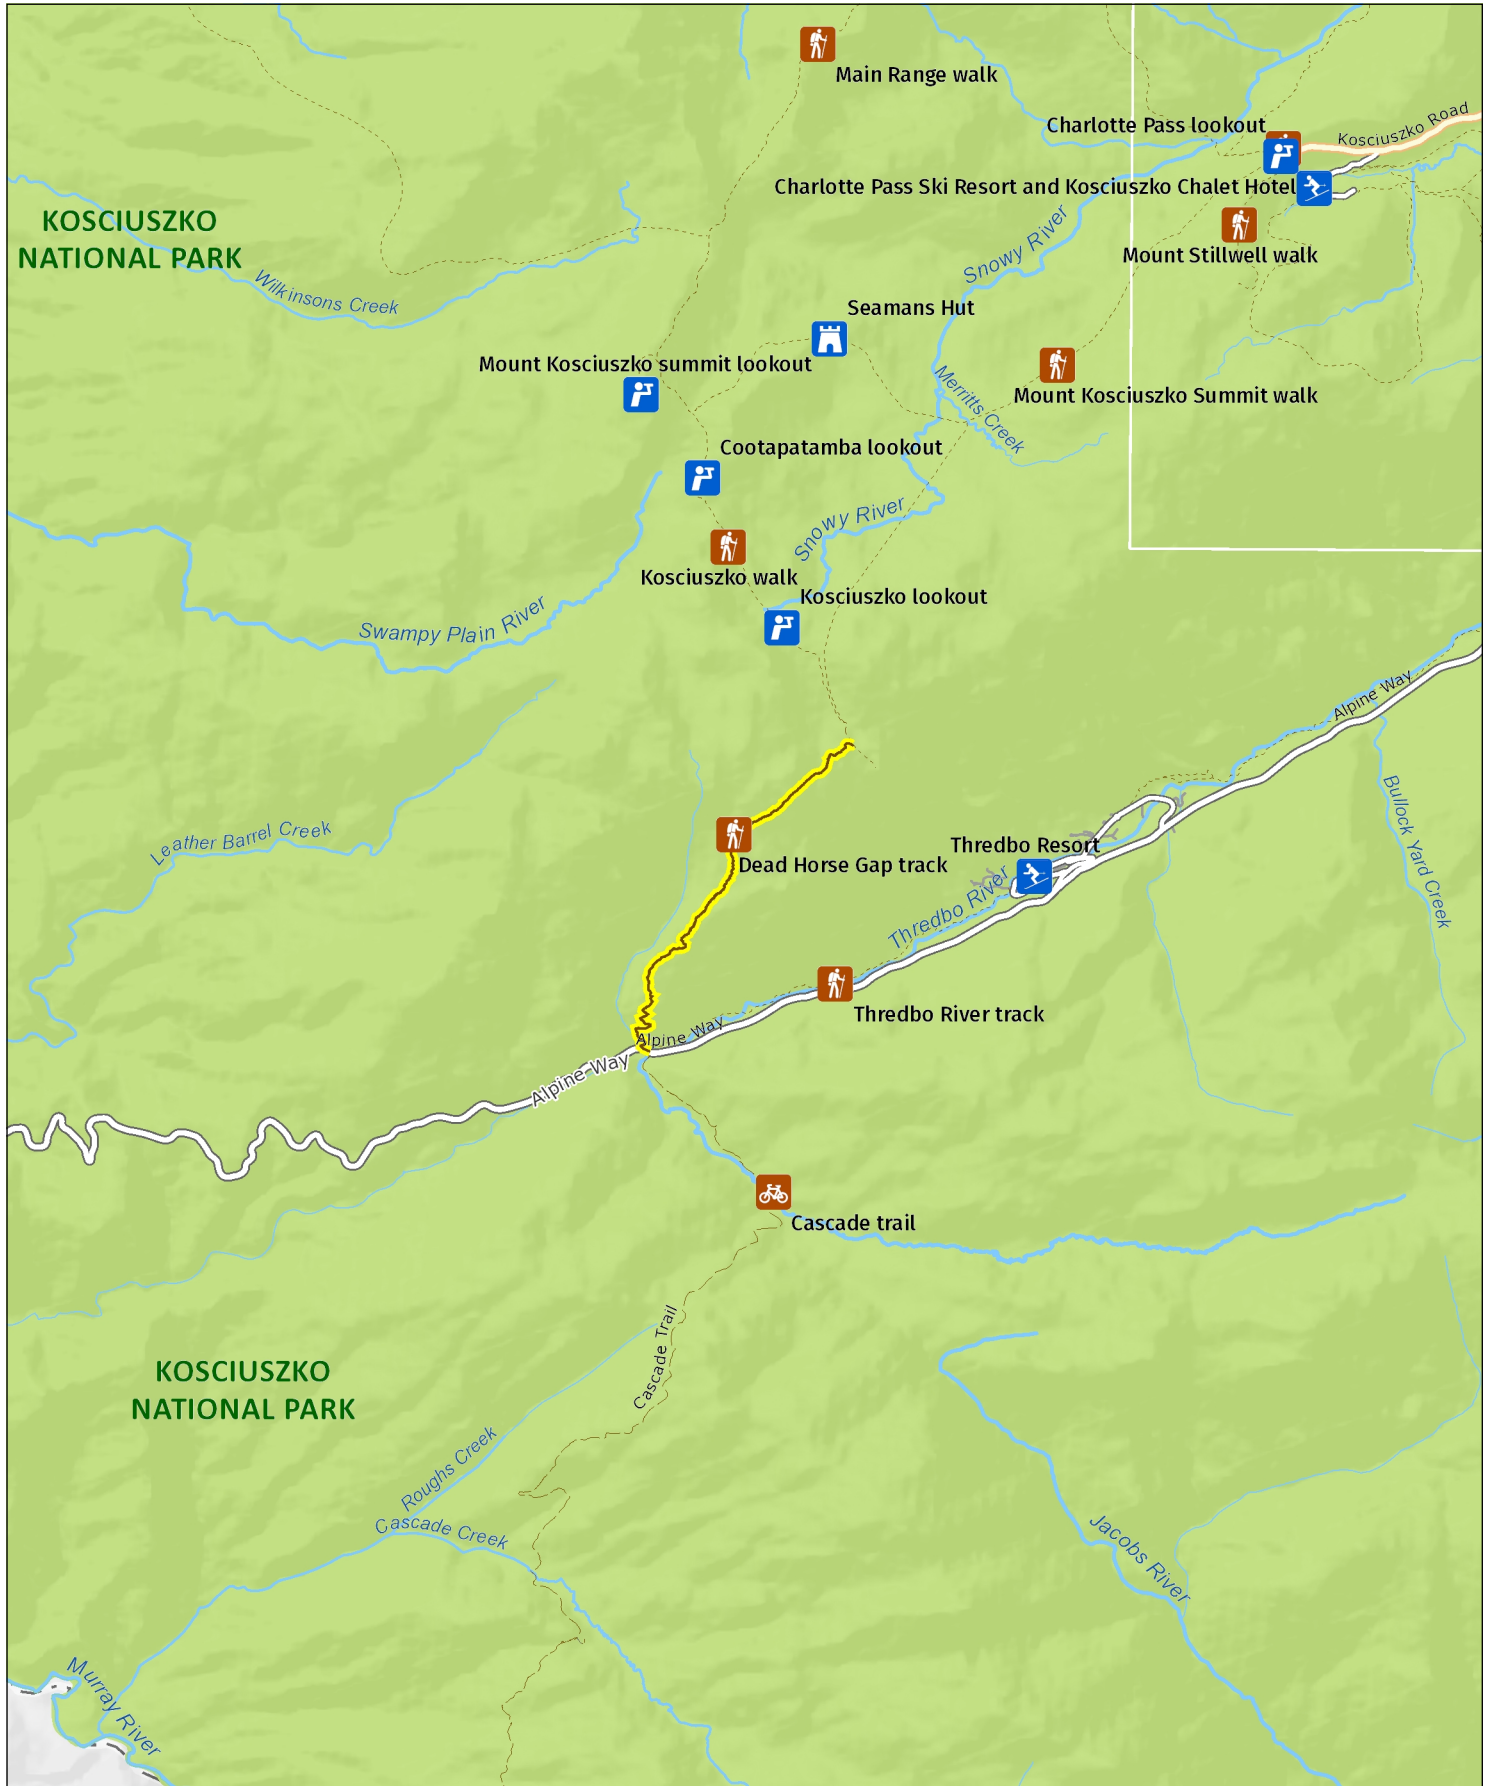 Main Range walk
Charlotte Pass lookout
Kosciuszko Road
Charlotte Pass Ski Resort and Kosciuszko Chalet Hotel
KOSCIUSZKO
NATIONAL PARK
Snowy River
Mount Stillwell walk
Wilkinsons Creek
Seamans Hut
Mount Kosciuszko summit lookout
Merritts Creek
Mount Kosciuszko Summit walk
Cootapatamba lookout
Snowy River
Kosciuszko walk
Kosciuszko lookout
Swampy Plain River
Alpine Way
Leather Barrel Creek
Bullock Yard Creek
Thredbo Resort
Dead Horse Gap track
Thredbo River
Thredbo River track
Alpine Way
Alpine Way
Cascade trail
Cascade Trail
KOSCIUSZKO
NATIONAL PARK
Roughs Creek
Cascade Creek
Jacobs River
Murray River